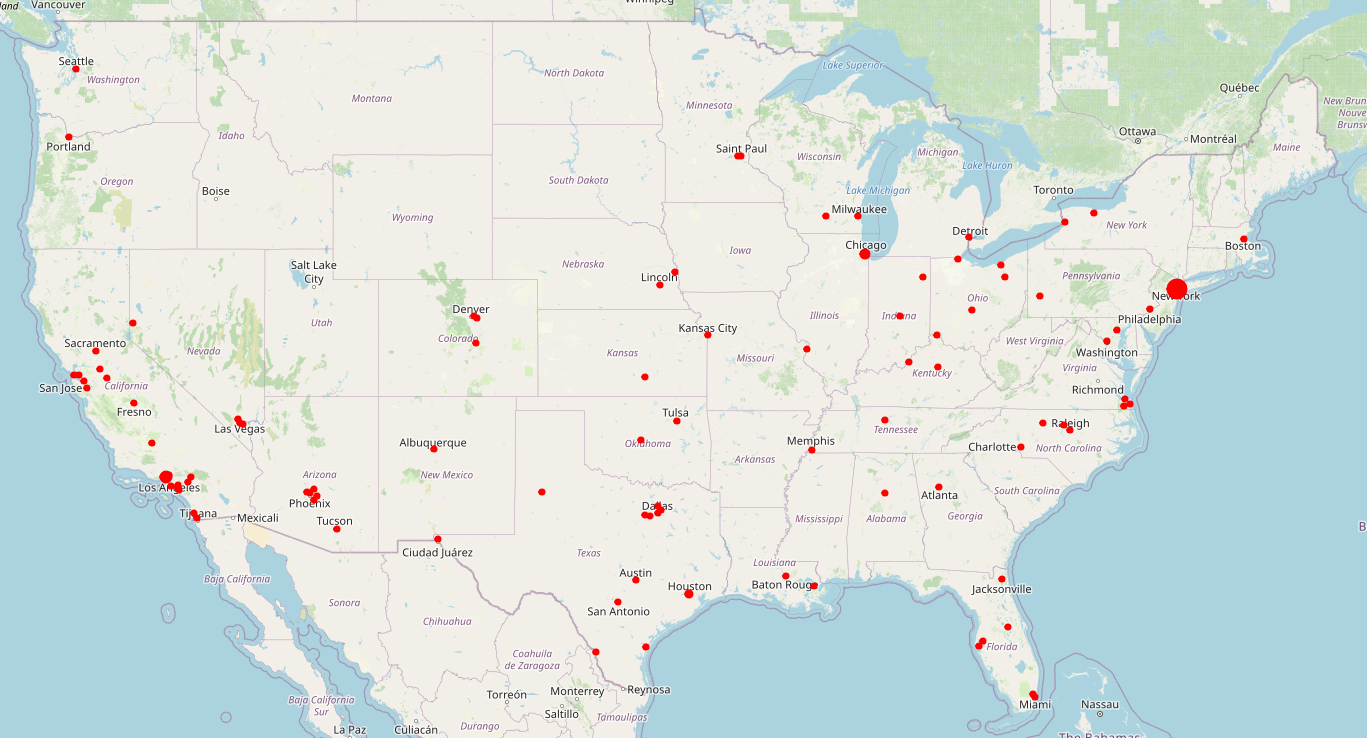 Vancouver
Winnipeg
Seattle
Washington
North Dakota
Lake Superior
Montana
Minnesota
Québec
New Brun
Nouve
Brunsw
Portland
Idaho
Ottawa
Montréal
Maine
Saint Paul
Wisconsin
Michigan
Lake Huron
Oregon
South Dakota
Boise
Lake Michigan
Toronto
Wyoming
Milwaukee
New York
Detroit
Boston
Chicago
Iowa
Salt Lake
City
Nebraska
Lincoln
Pennsylvania
New York
Denver
Ohio
Utah
Illinois
Indiana
Philadelphia
Kansas City
Sacramento
Colorado
West Virginia
Nevada
Kansas
Missouri
Washington
Virginia
Kentucky
San Jose
California
Richmond
Fresno
Tulsa
Las Vegas
Raleigh
Tennessee
Albuquerque
Oklahoma
Memphis
Charlotte
North Carolina
Arizona
New Mexico
Arkansas
Los Angeles
South Carolina
Atlanta
Phoenix
Dallas
Tijuana
Mexicali
Tucson
Mississippi
Alabama
Georgia
Ciudad Juárez
Texas
Louisiana
Baja California
Austin
Baton Rouge
Houston
Jacksonville
Sonora
San Antonio
Chihuahua
Florida
Coahuila
de Zaragoza
Reynosa
Torreón
Monterrey
Baja California
Sur
Miami
Nassau
Saltillo
Tamaulipas
La Paz
Culiacán
Durango
The Bahamas